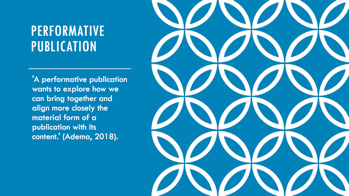 PERFORMATIVE
PUBLICATION
'A performative publication
wants to explore how we
can bring together and
align more closely the
material form of a
publication with its
content.' (Adema, 2018).